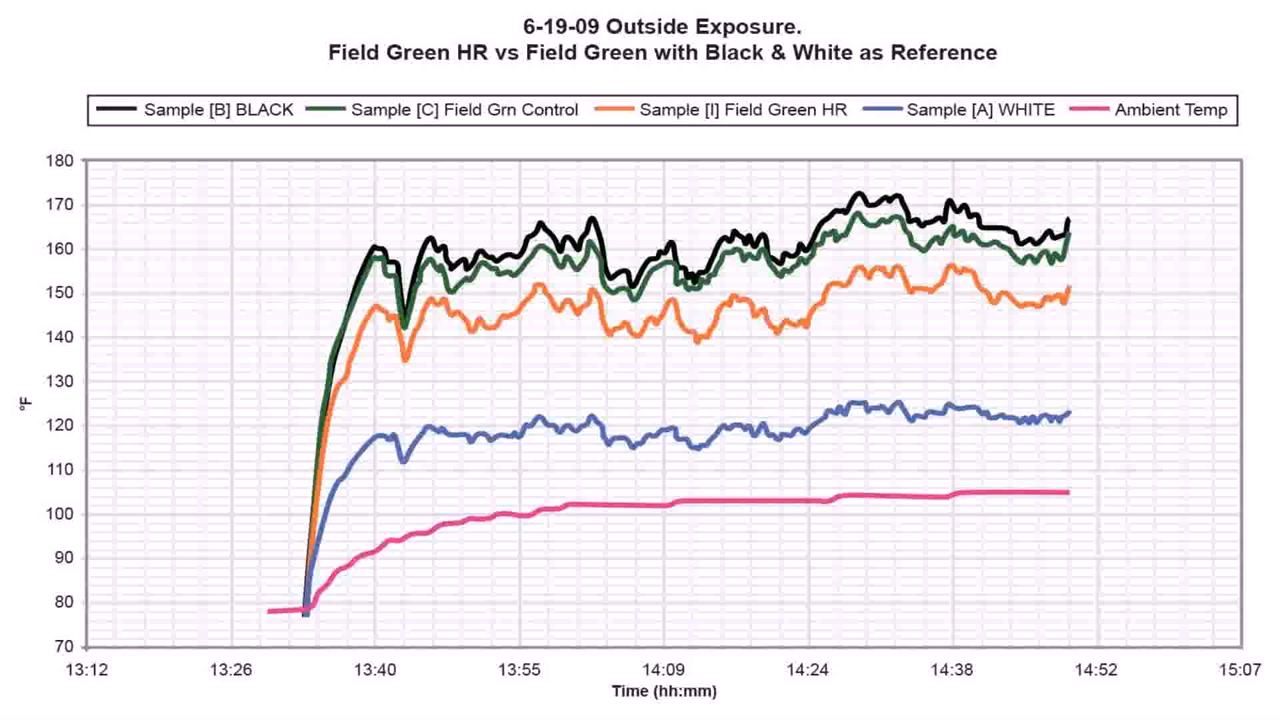 6-19-09 Outside Exposure.
Field Green HR vs Field Green with Black & White as Reference
Sample [B] BLACK Sample [C] Field Grn Control Sample [I] Field Green HR Sample [A] WHITE Ambient Temp
180
170
160
150
140
130
120
110
100
90
80
70
°F
13:12 13:26 13:40 13:55 14:09 14:24 14:38 14:52 15:07
Time (hh:mm)